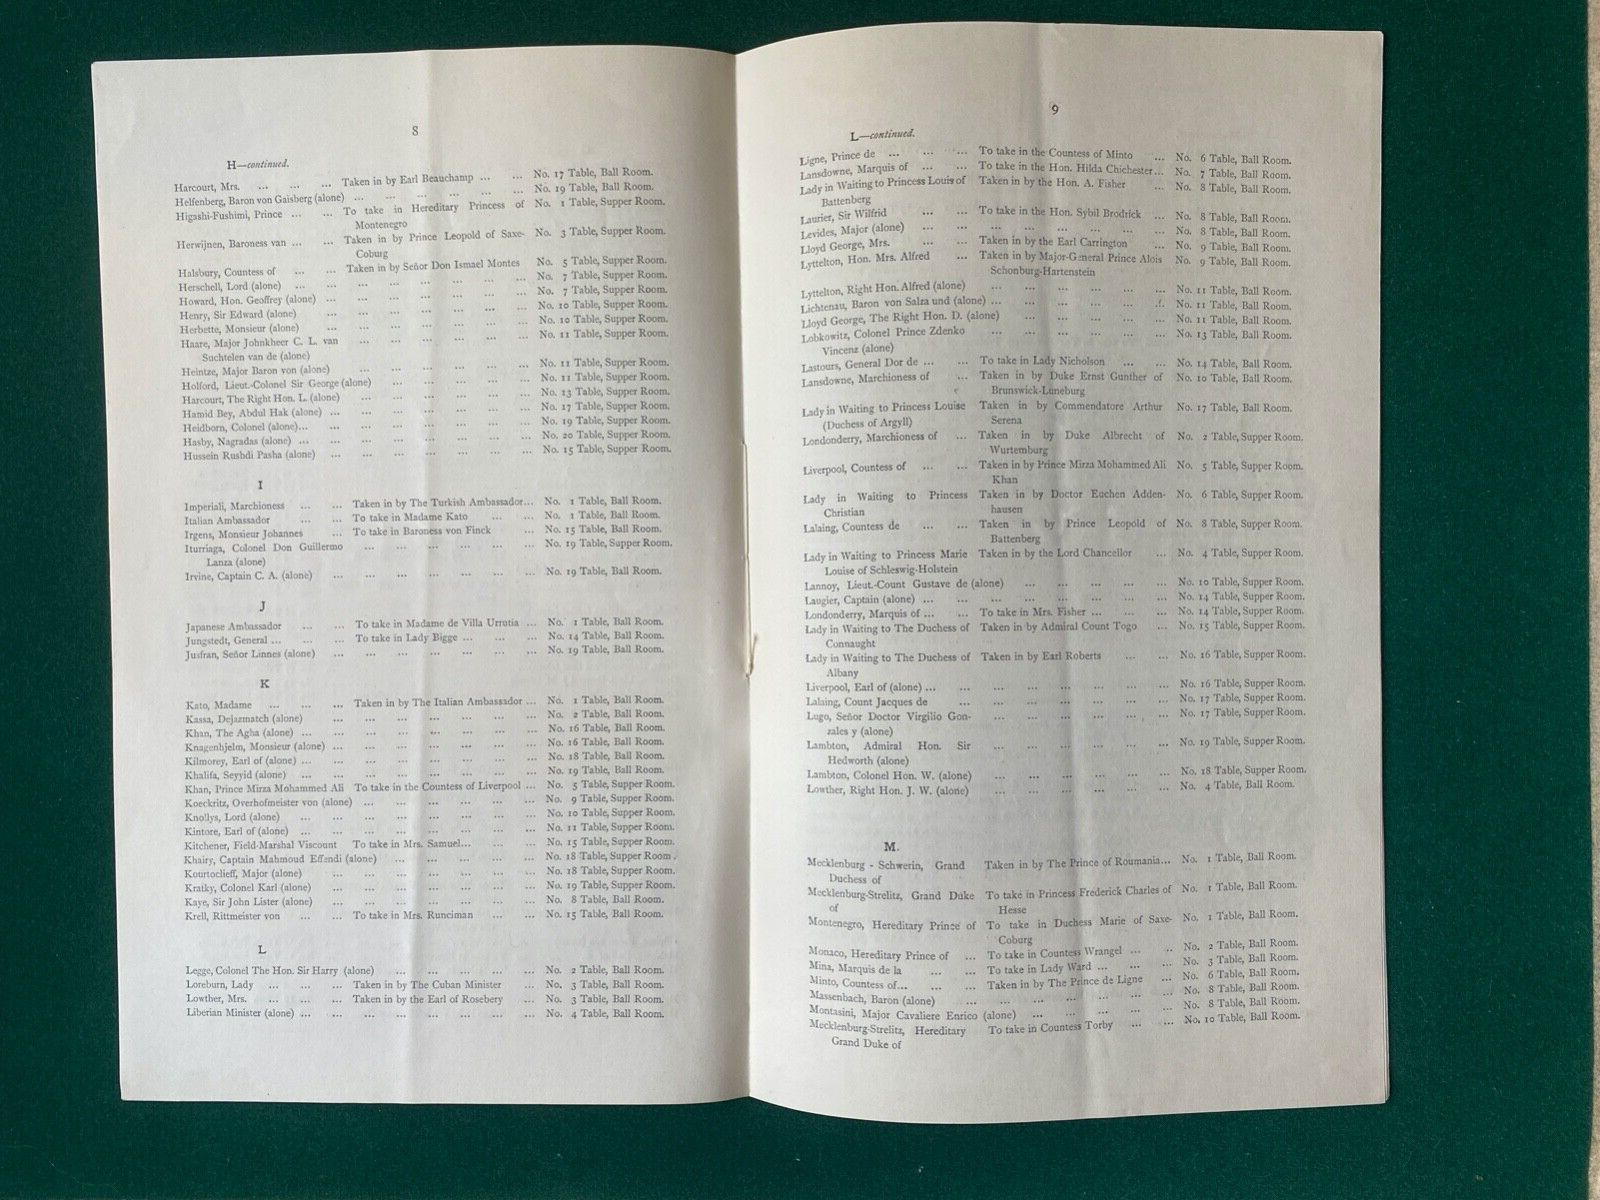 8
H—continued.
Harcourt, Mrs. ... ... ... Taken in by Earl Beauchamp ... ... No. 17 Table, Ball Room.
Helfenberg, Baron von Gaisberg (alone) ... ... ... ... ... No. 19 Table, Ball Room.
Higashi-Fushimi, Prince ... ... To take in Hereditary Princess of No. 1 Table, Supper Room.
Montenegro
Herwijnen, Baroness van ... ... Taken in by Prince Leopold of Saxe- No. 3 Table, Supper Room.
Coburg
Halsbury, Countess of ... ... Taken in by Señor Don Ismael Montes No. 5 Table, Supper Room.
Herschell, Lord (alone) ... ... ... ... ... ... ... No. 7 Table, Supper Room.
Howard, Hon. Geoffrey (alone) ... ... ... ... ... ... No. 7 Table, Supper Room.
Henry, Sir Edward (alone) ... ... ... ... ... ... ... No. 10 Table, Supper Room.
Herbette, Monsieur (alone) ... ... ... ... ... ... ... No. 10 Table, Supper Room.
Haare, Major Johnkheer C. L. van ... ... ... ... ... ... No. 11 Table, Supper Room.
Suchtelen van de (alone)
Heintze, Major Baron von (alone) ... ... ... ... ... ... No. 11 Table, Supper Room.
Holford, Lieut.-Colonel Sir George (alone) ... ... ... ... ... No. 11 Table, Supper Room.
Harcourt, The Right Hon. L. (alone) ... ... ... ... ... ... No. 13 Table, Supper Room.
Hamid Bey, Abdul Hak (alone) ... ... ... ... ... ... ... No. 17 Table, Supper Room.
Heidborn, Colonel (alone)... ... ... ... ... ... ... No. 19 Table, Supper Room.
Hasby, Nagradas (alone) ... ... ... ... ... ... ... No. 20 Table, Supper Room.
Hussein Rushdi Pasha (alone) ... ... ... ... ... ... ... No. 15 Table, Supper Room.
I
Imperiali, Marchioness ... ... Taken in by The Turkish Ambassador... No. 1 Table, Ball Room.
Italian Ambassador ... ... To take in Madame Kato ... ... No. 1 Table, Ball Room.
Irgens, Monsieur Johannes ... To take in Baroness von Finck ... No. 15 Table, Supper Room.
Iturriaga, Colonel Don Guillermo ... ... ... ... ... ... No. 19 Table, Supper Room.
Lanza (alone)
Irvine, Captain C. A. (alone) ... ... ... ... ... ... ... No. 19 Table, Ball Room.
J
Japanese Ambassador ... ... To take in Madame de Villa Urrutia ... No. 1 Table, Ball Room.
Jungstedt, General ... ... ... To take in Lady Bigge ... ... ... No. 14 Table, Ball Room.
Jusfran, Señor Linnes (alone) ... ... ... ... ... ... ... No. 19 Table, Ball Room.
K
Kato, Madame ... ... ... Taken in by The Italian Ambassador ... No. 1 Table, Ball Room.
Kassa, Dejazmatch (alone) ... ... ... ... ... ... ... No. 2 Table, Ball Room.
Khan, The Agha (alone) ... ... ... ... ... ... ... ... No. 16 Table, Ball Room.
Knagenhjelm, Monsieur (alone) ... ... ... ... ... ... ... No. 16 Table, Ball Room.
Kilmorey, Earl of (alone) ... ... ... ... ... ... ... ... No. 18 Table, Ball Room.
Khalifa, Seyyid (alone) ... ... ... ... ... ... ... ... No. 19 Table, Ball Room.
Khan, Prince Mirza Mohammed Ali To take in the Countess of Liverpool ... No. 5 Table, Supper Room.
Koeckritz, Overhofmeister von (alone) ... ... ... ... ... ... No. 9 Table, Supper Room.
Knollys, Lord (alone) ... ... ... ... ... ... ... ... No. 10 Table, Supper Room.
Kintore, Earl of (alone) ... ... ... ... ... ... ... ... No. 11 Table, Supper Room.
Kitchener, Field-Marshal Viscount To take in Mrs. Samuel... ... ... No. 15 Table, Supper Room.
Khairy, Captain Mahmoud Effendi (alone) ... ... ... ... ... No. 18 Table, Supper Room.
Kourtoclieff, Major (alone) ... ... ... ... ... ... ... No. 18 Table, Supper Room.
Kratky, Colonel Karl (alone) ... ... ... ... ... ... ... No. 19 Table, Supper Room.
Kaye, Sir John Lister (alone) ... ... ... ... ... ... ... No. 8 Table, Ball Room.
Krell, Rittmeister von ... ... To take in Mrs. Runciman ... ... No. 15 Table, Ball Room.
L
Legge, Colonel The Hon. Sir Harry (alone) ... ... ... ... ... No. 2 Table, Ball Room.
Loreburn, Lady ... ... ... Taken in by The Cuban Minister ... No. 3 Table, Ball Room.
Lowther, Mrs. ... ... ... Taken in by the Earl of Rosebery ... No. 3 Table, Ball Room.
Liberian Minister (alone) ... ... ... ... ... ... ... ... No. 4 Table, Ball Room.
9
L—continued.
Ligne, Prince de ... ... ... To take in the Countess of Minto ... No. 6 Table, Ball Room.
Lansdowne, Marquis of ... ... To take in the Hon. Hilda Chichester... No. 7 Table, Ball Room.
Lady in Waiting to Princess Louis of Taken in by the Hon. A. Fisher ... No. 8 Table, Ball Room.
Battenberg
Laurier, Sir Wilfrid ... ... To take in the Hon. Sybil Brodrick ... No. 8 Table, Ball Room.
Levides, Major (alone) ... ... ... ... ... ... ... No. 8 Table, Ball Room.
Lloyd George, Mrs. ... ... Taken in by the Earl Carrington ... No. 9 Table, Ball Room.
Lyttelton, Hon. Mrs. Alfred ... Taken in by Major-General Prince Alois No. 9 Table, Ball Room.
Schonburg-Hartenstein
Lyttelton, Right Hon. Alfred (alone) ... ... ... ... ... ... No. 11 Table, Ball Room.
Lichtenau, Baron von Salza und (alone) ... ... ... ... ... ... No. 11 Table, Ball Room.
Lloyd George, The Right Hon. D. (alone) ... ... ... ... ... No. 11 Table, Ball Room.
Lobkowitz, Colonel Prince Zdenko ... ... ... ... ... ... No. 13 Table, Ball Room.
Vincenz (alone)
Lastours, General Dor de ... ... To take in Lady Nicholson ... ... No. 14 Table, Ball Room.
Lansdowne, Marchioness of ... Taken in by Duke Ernst Gunther of No. 10 Table, Ball Room.
Brunswick-Luneburg
Lady in Waiting to Princess Louise Taken in by Commendatore Arthur No. 17 Table, Ball Room.
(Duchess of Argyll) Serena
Londonderry, Marchioness of ... Taken in by Duke Albrecht of No. 2 Table, Supper Room.
Wurtemburg
Liverpool, Countess of ... ... Taken in by Prince Mirza Mohammed Ali No. 5 Table, Supper Room.
Khan
Lady in Waiting to Princess Taken in by Doctor Euchen Adden- No. 6 Table, Supper Room.
Christian hausen
Lalaing, Countess de ... ... Taken in by Prince Leopold of No. 8 Table, Supper Room.
Battenberg
Lady in Waiting to Princess Marie Taken in by the Lord Chancellor ... No. 4 Table, Supper Room.
Louise of Schleswig-Holstein
Lannoy, Lieut.-Count Gustave de (alone) ... ... ... ... ... No. 10 Table, Supper Room.
Laugier, Captain (alone) ... ... ... ... ... ... ... ... No. 14 Table, Supper Room.
Londonderry, Marquis of ... ... To take in Mrs. Fisher ... ... ... No. 14 Table, Supper Room.
Lady in Waiting to The Duchess of Taken in by Admiral Count Togo ... No. 15 Table, Supper Room.
Connaught
Lady in Waiting to The Duchess of Taken in by Earl Roberts ... ... No. 16 Table, Supper Room.
Albany
Liverpool, Earl of (alone) ... ... ... ... ... ... ... ... No. 16 Table, Supper Room.
Lalaing, Count Jacques de ... ... ... ... ... ... ... No. 17 Table, Supper Room.
Lugo, Señor Doctor Virgilio Gon- ... ... ... ... ... ... No. 17 Table, Supper Room.
zales y (alone)
Lambton, Admiral Hon. Sir ... ... ... ... ... ... No. 19 Table, Supper Room.
Hedworth (alone)
Lambton, Colonel Hon. W. (alone) ... ... ... ... ... ... No. 18 Table, Supper Room.
Lowther, Right Hon. J. W. (alone) ... ... ... ... ... ... No. 4 Table, Ball Room.
M.
Mecklenburg - Schwerin, Grand Taken in by The Prince of Roumania... No. 1 Table, Ball Room.
Duchess of
Mecklenburg-Strelitz, Grand Duke To take in Princess Frederick Charles of No. 1 Table, Ball Room.
of Hesse
Montenegro, Hereditary Prince of To take in Duchess Marie of Saxe- No. 1 Table, Ball Room.
Coburg
Monaco, Hereditary Prince of ... To take in Countess Wrangel ... ... No. 2 Table, Ball Room.
Mina, Marquis de la ... ... To take in Lady Ward ... ... ... No. 3 Table, Ball Room.
Minto, Countess of... ... ... Taken in by The Prince de Ligne ... No. 6 Table, Ball Room.
Massenbach, Baron (alone) ... ... ... ... ... ... ... No. 8 Table, Ball Room.
Montasini, Major Cavaliere Enrico (alone) ... ... ... ... ... No. 8 Table, Ball Room.
Mecklenburg-Strelitz, Hereditary To take in Countess Torby ... ... No. 10 Table, Ball Room.
Grand Duke of